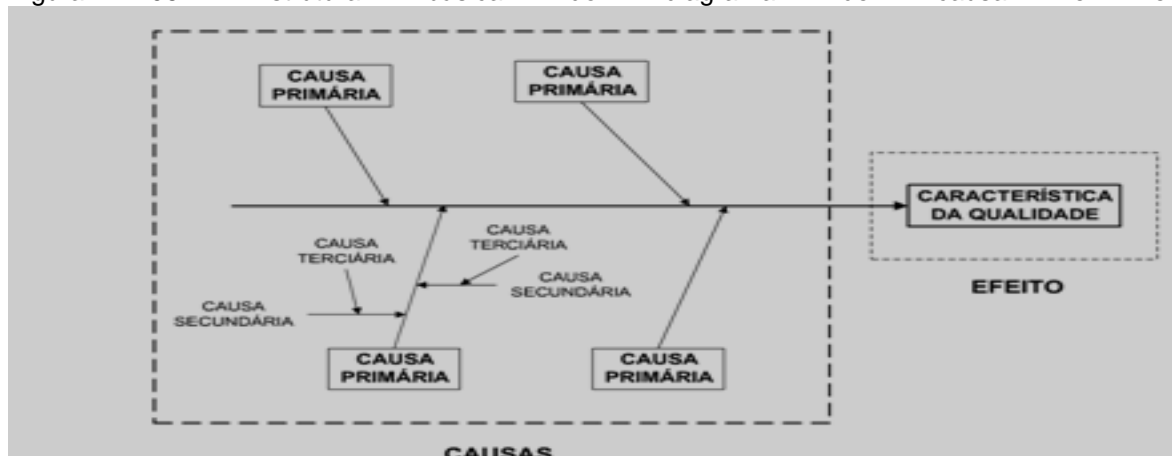 CAUSA
PRIMÁRIA
CAUSA
PRIMÁRIA
CARACTERÍSTICA
DA QUALIDADE
EFEITO
CAUSA
TERCIÁRIA
CAUSA
TERCIÁRIA
CAUSA
SECUNDÁRIA
CAUSA
SECUNDÁRIA
CAUSA
PRIMÁRIA
CAUSA
PRIMÁRIA
CAUSAS